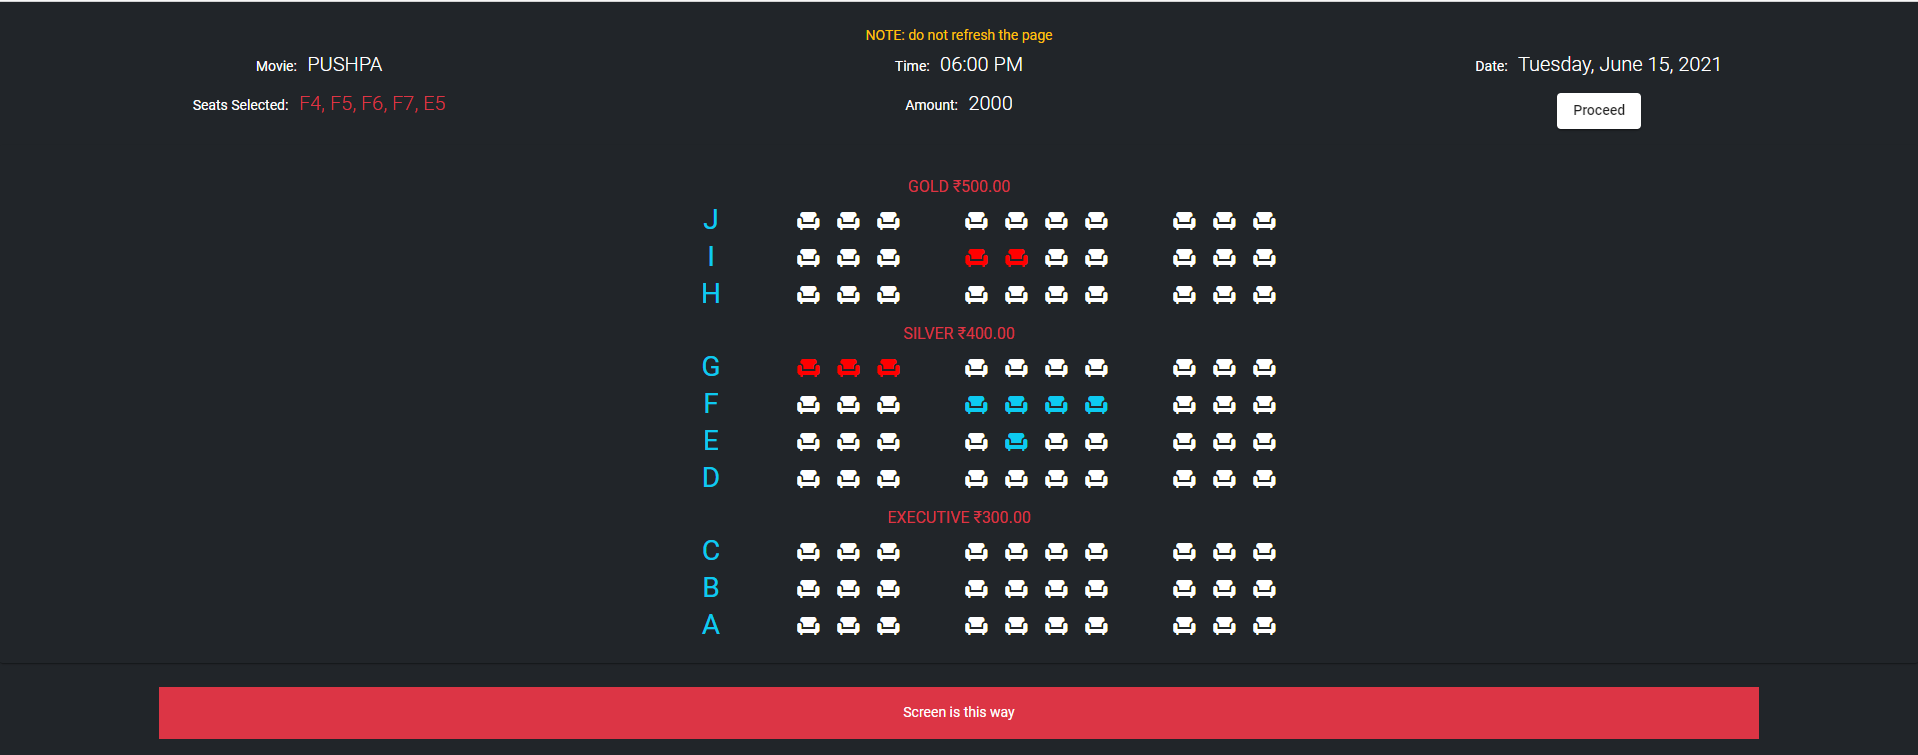 NOTE: do not refresh the page
Movie: PUSHPA
Time: 06:00 PM
Date: Tuesday, June 15, 2021
Seats Selected: F4, F5, F6, F7, E5
Amount: 2000
Proceed
GOLD ₹500.00
J
I
H
SILVER ₹400.00
G
F
E
D
EXECUTIVE ₹300.00
C
B
A
Screen is this way